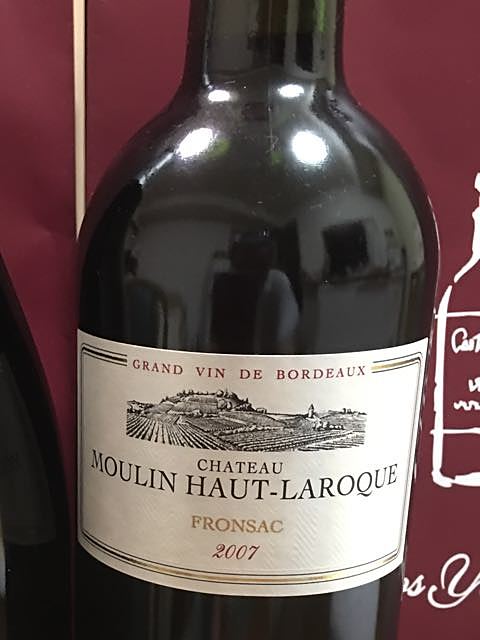 GRAND VIN DE BORDEAUX
CHATEAU
MOULIN HAUT-LAROQUE
FRONSAC
2007